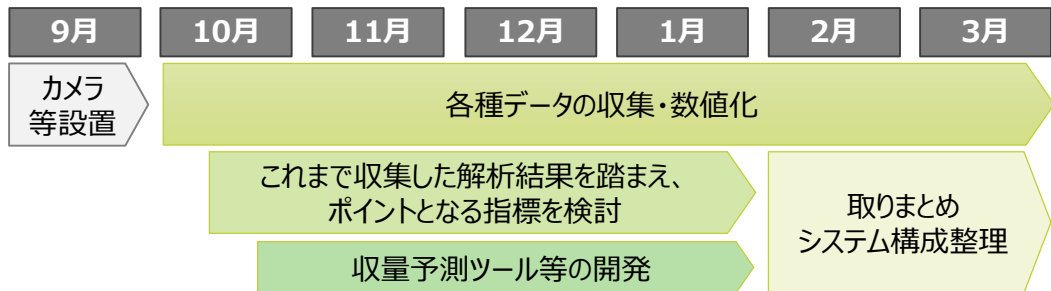 9月
10月
11月
12月
1月
2月
3月
カメラ
等設置
各種データの収集・数値化
これまで収集した解析結果を踏まえ、
ポイントとなる指標を検討
取りまとめ
システム構成整理
収量予測ツール等の開発